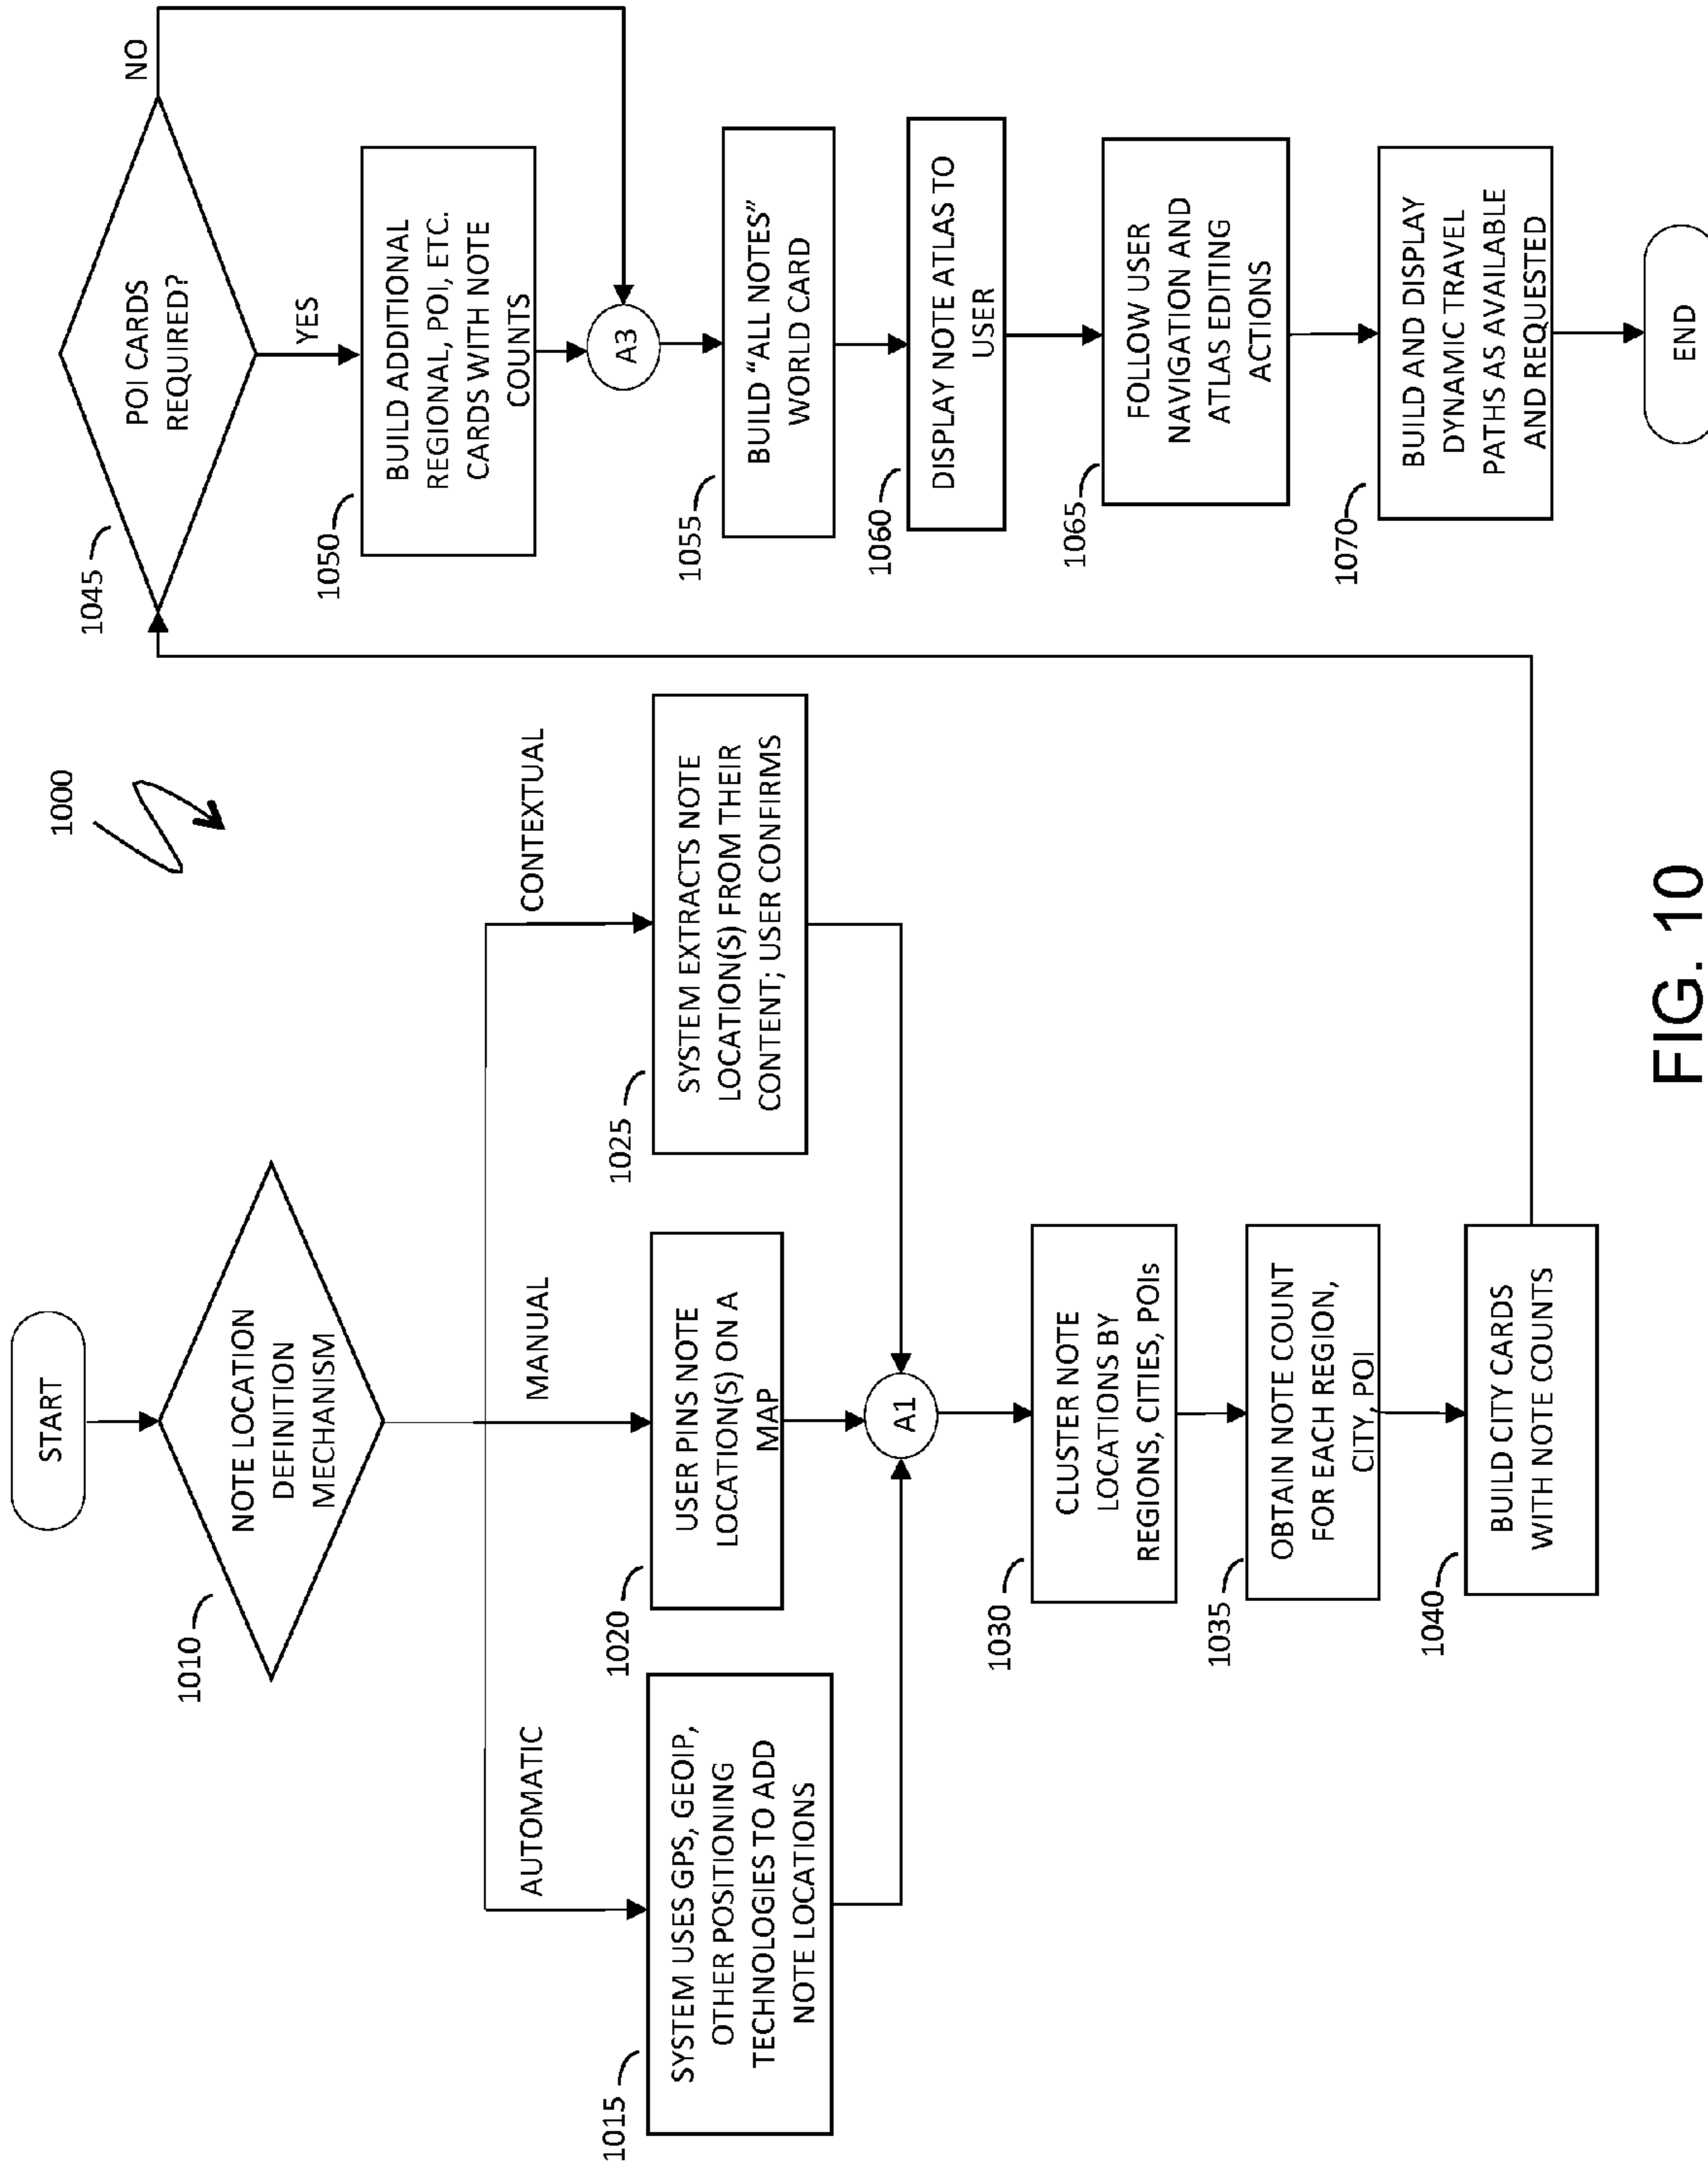 1000
START
1010
NOTE LOCATION
DEFINITION
MECHANISM
AUTOMATIC
MANUAL
CONTEXTUAL
1015
SYSTEM USES GPS, GEOIP,
OTHER POSITIONING
TECHNOLOGIES TO ADD
NOTE LOCATIONS
1020
USER PINS NOTE
LOCATION(S) ON A
MAP
1025
SYSTEM EXTRACTS NOTE
LOCATION(S) FROM THEIR
CONTENT; USER CONFIRMS
A1
1030
CLUSTER NOTE
LOCATIONS BY
REGIONS, CITIES, POIs
1035
OBTAIN NOTE COUNT
FOR EACH REGION,
CITY, POI
1040
BUILD CITY CARDS
WITH NOTE COUNTS
1045
POI CARDS
REQUIRED?
NO
YES
1050
BUILD ADDITIONAL
REGIONAL, POI, ETC.
CARDS WITH NOTE
COUNTS
A3
1055
BUILD “ALL NOTES”
WORLD CARD
1060
DISPLAY NOTE ATLAS TO
USER
1065
FOLLOW USER
NAVIGATION AND
ATLAS EDITING
ACTIONS
1070
BUILD AND DISPLAY
DYNAMIC TRAVEL
PATHS AS AVAILABLE
AND REQUESTED
END
FIG. 10